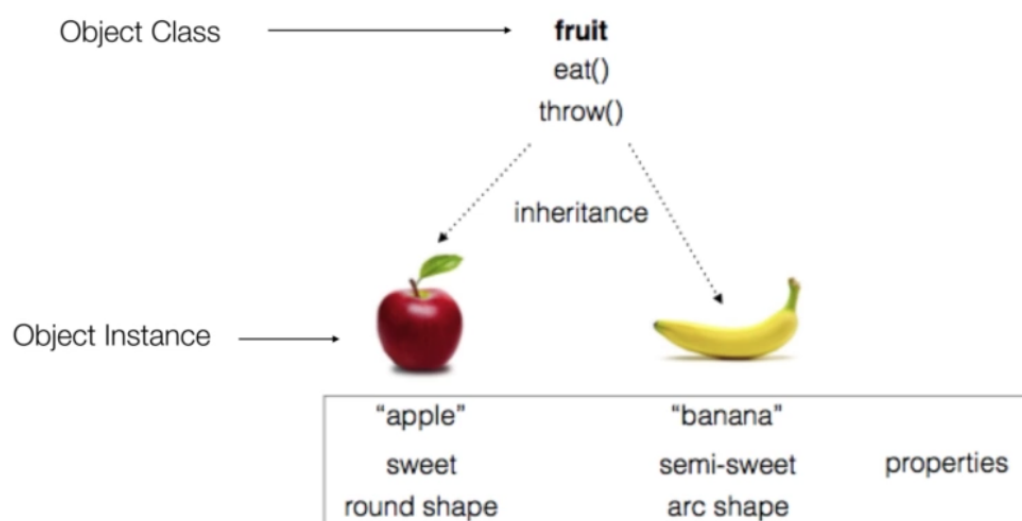 Object Class
fruit
eat()
throw()
inheritance
Object Instance
“apple”
“banana”
sweet
semi-sweet
properties
round shape
arc shape